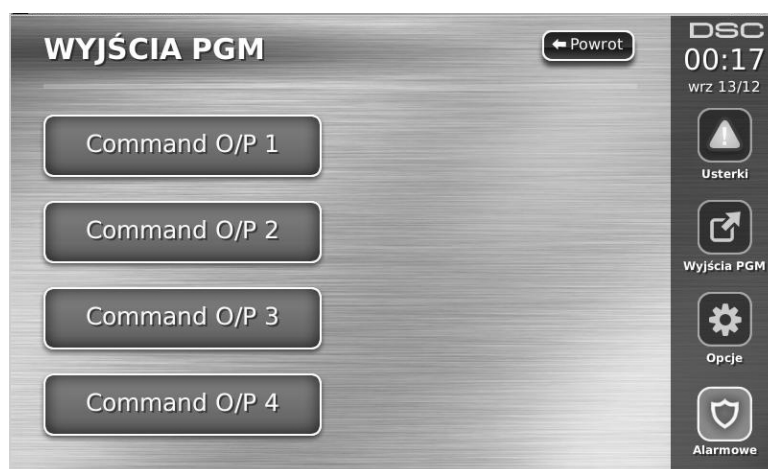 WYJŚCIA PGM
Powrot
Command O/P 1
Command O/P 2
Command O/P 3
Command O/P 4
DSC
00:17
wrz 13/12
Usterki
Wyjścia PGM
Opcje
Alarmowe